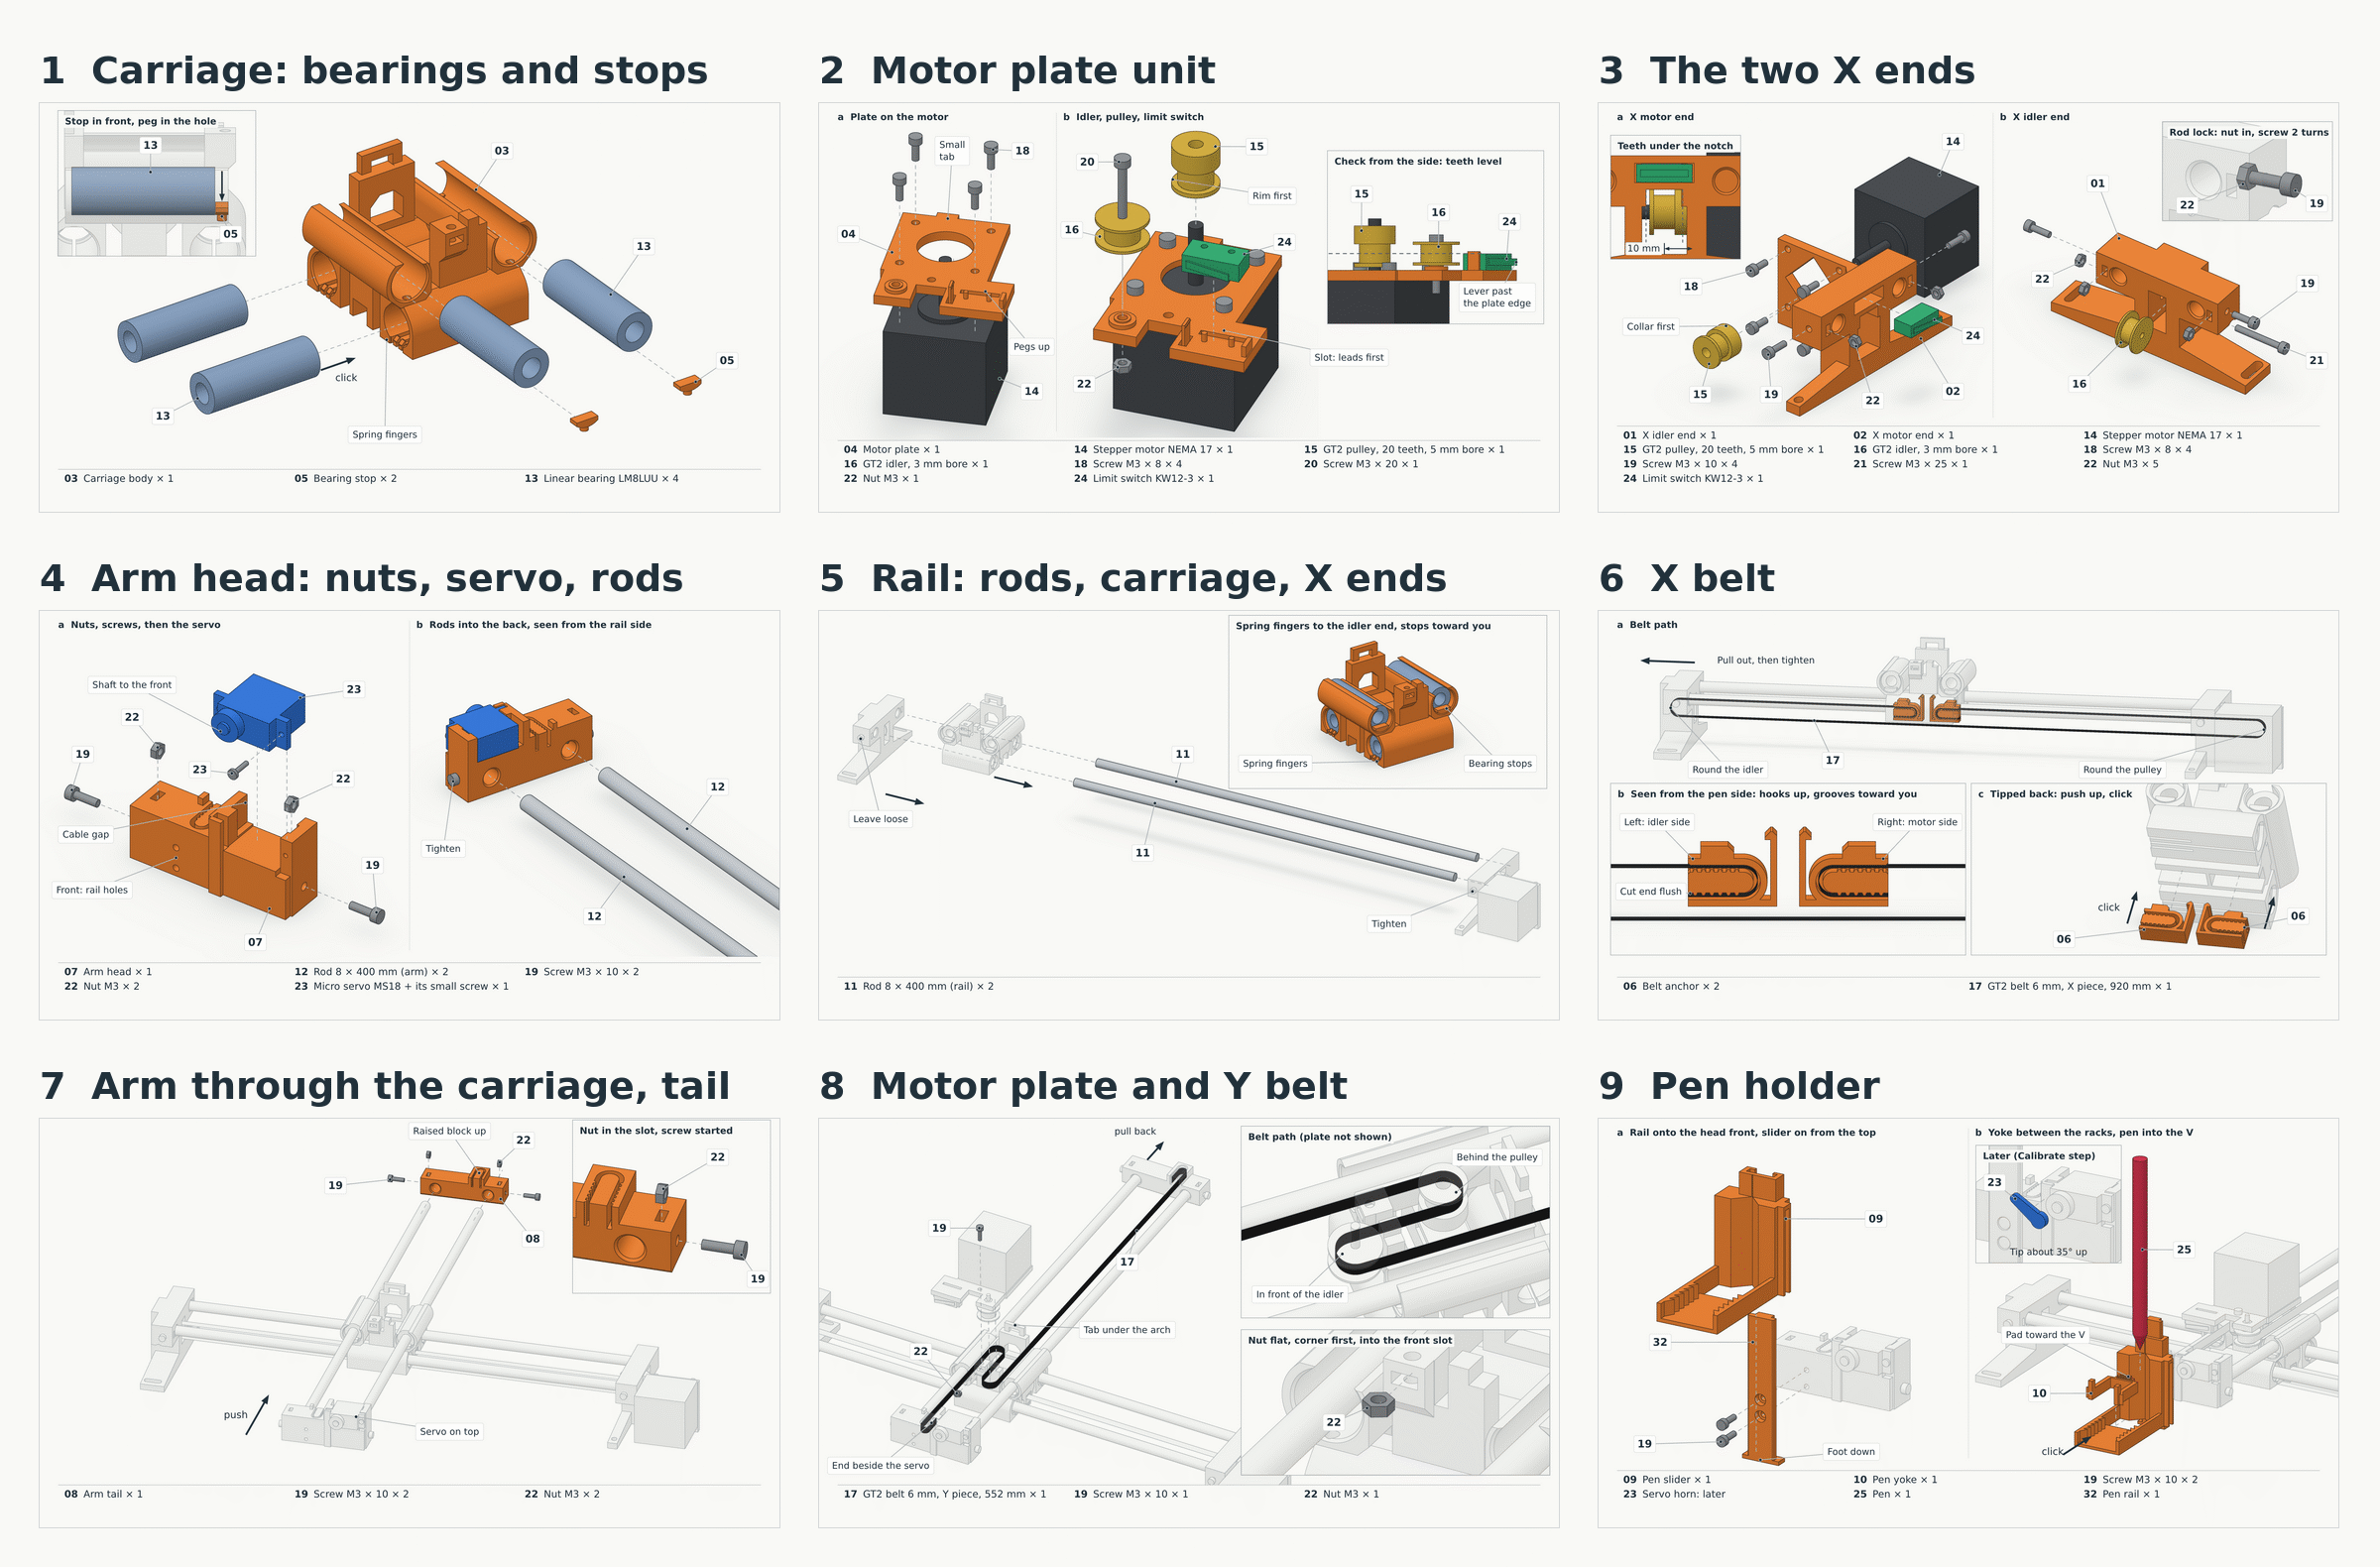 1 Carriage: bearings and stops
Stop in front, peg in the hole
13
05
03
13
05
click
13
Spring fingers
03 Carriage body × 1
05 Bearing stop × 2
13 Linear bearing LM8LUU × 4
2 Motor plate unit
a Plate on the motor
Small
tab
18
04
Pegs up
14
b Idler, pulley, limit switch
20
15
Rim first
16
24
22
Slot: leads first
Check from the side: teeth level
15
16
24
Lever past
the plate edge
04 Motor plate × 1
14 Stepper motor NEMA 17 × 1
15 GT2 pulley, 20 teeth, 5 mm bore × 1
16 GT2 idler, 3 mm bore × 1
18 Screw M3 × 8 × 4
20 Screw M3 × 20 × 1
22 Nut M3 × 1
24 Limit switch KW12-3 × 1
3 The two X ends
a X motor end
Teeth under the notch
10 mm
14
18
Collar first
15
19
22
24
02
b X idler end
Rod lock: nut in, screw 2 turns
22
19
01
22
19
21
16
01 X idler end × 1
02 X motor end × 1
14 Stepper motor NEMA 17 × 1
15 GT2 pulley, 20 teeth, 5 mm bore × 1
16 GT2 idler, 3 mm bore × 1
18 Screw M3 × 8 × 4
19 Screw M3 × 10 × 4
21 Screw M3 × 25 × 1
22 Nut M3 × 5
24 Limit switch KW12-3 × 1
4 Arm head: nuts, servo, rods
a Nuts, screws, then the servo
Shaft to the front
23
22
19
23
22
Cable gap
19
Front: rail holes
07
b Rods into the back, seen from the rail side
12
Tighten
12
07 Arm head × 1
12 Rod 8 × 400 mm (arm) × 2
19 Screw M3 × 10 × 2
22 Nut M3 × 2
23 Micro servo MS18 + its small screw × 1
5 Rail: rods, carriage, X ends
Spring fingers to the idler end, stops toward you
Spring fingers
Bearing stops
11
Leave loose
11
Tighten
11 Rod 8 × 400 mm (rail) × 2
6 X belt
a Belt path
Pull out, then tighten
Round the idler
17
Round the pulley
b Seen from the pen side: hooks up, grooves toward you
Left: idler side
Right: motor side
Cut end flush
c Tipped back: push up, click
click
06
06
06 Belt anchor × 2
17 GT2 belt 6 mm, X piece, 920 mm × 1
7 Arm through the carriage, tail
Raised block up
22
19
08
Nut in the slot, screw started
22
19
push
Servo on top
08 Arm tail × 1
19 Screw M3 × 10 × 2
22 Nut M3 × 2
8 Motor plate and Y belt
pull back
19
17
Tab under the arch
22
End beside the servo
Belt path (plate not shown)
Behind the pulley
In front of the idler
Nut flat, corner first, into the front slot
22
17 GT2 belt 6 mm, Y piece, 552 mm × 1
19 Screw M3 × 10 × 1
22 Nut M3 × 1
9 Pen holder
a Rail onto the head front, slider on from the top
09
32
19
Foot down
b Yoke between the racks, pen into the V
Later (Calibrate step)
23
Tip about 35° up
25
Pad toward the V
10
click
09 Pen slider × 1
10 Pen yoke × 1
19 Screw M3 × 10 × 2
23 Servo horn: later
25 Pen × 1
32 Pen rail × 1